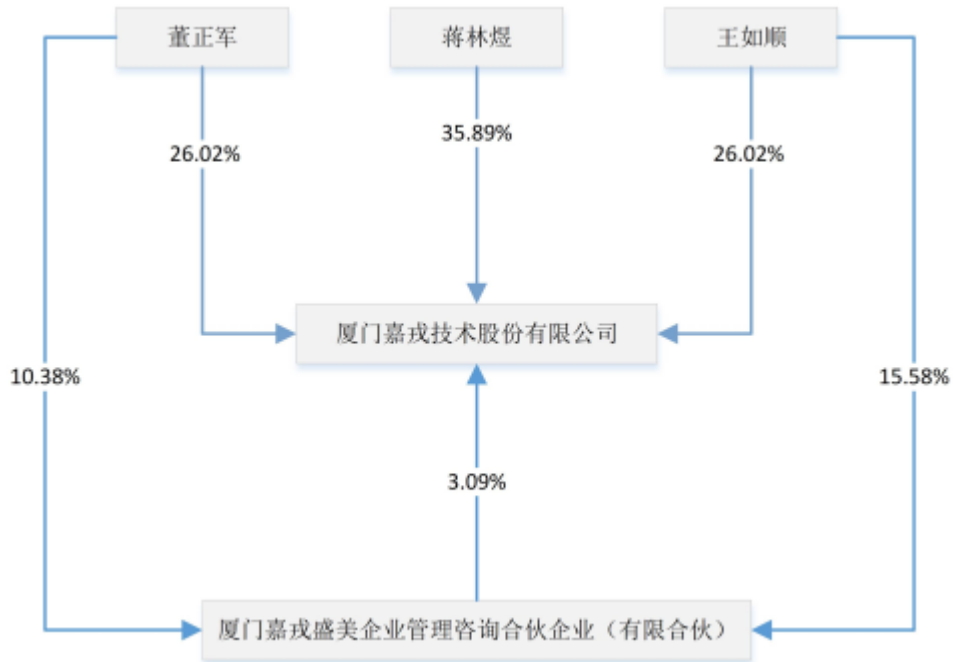 董正军
蒋林煜
王如顺
35.89%
26.02%
26.02%
厦门嘉戎技术股份有限公司
10.38%
15.58%
3.09%
厦门嘉戎盛美企业管理咨询合伙企业（有限合伙）